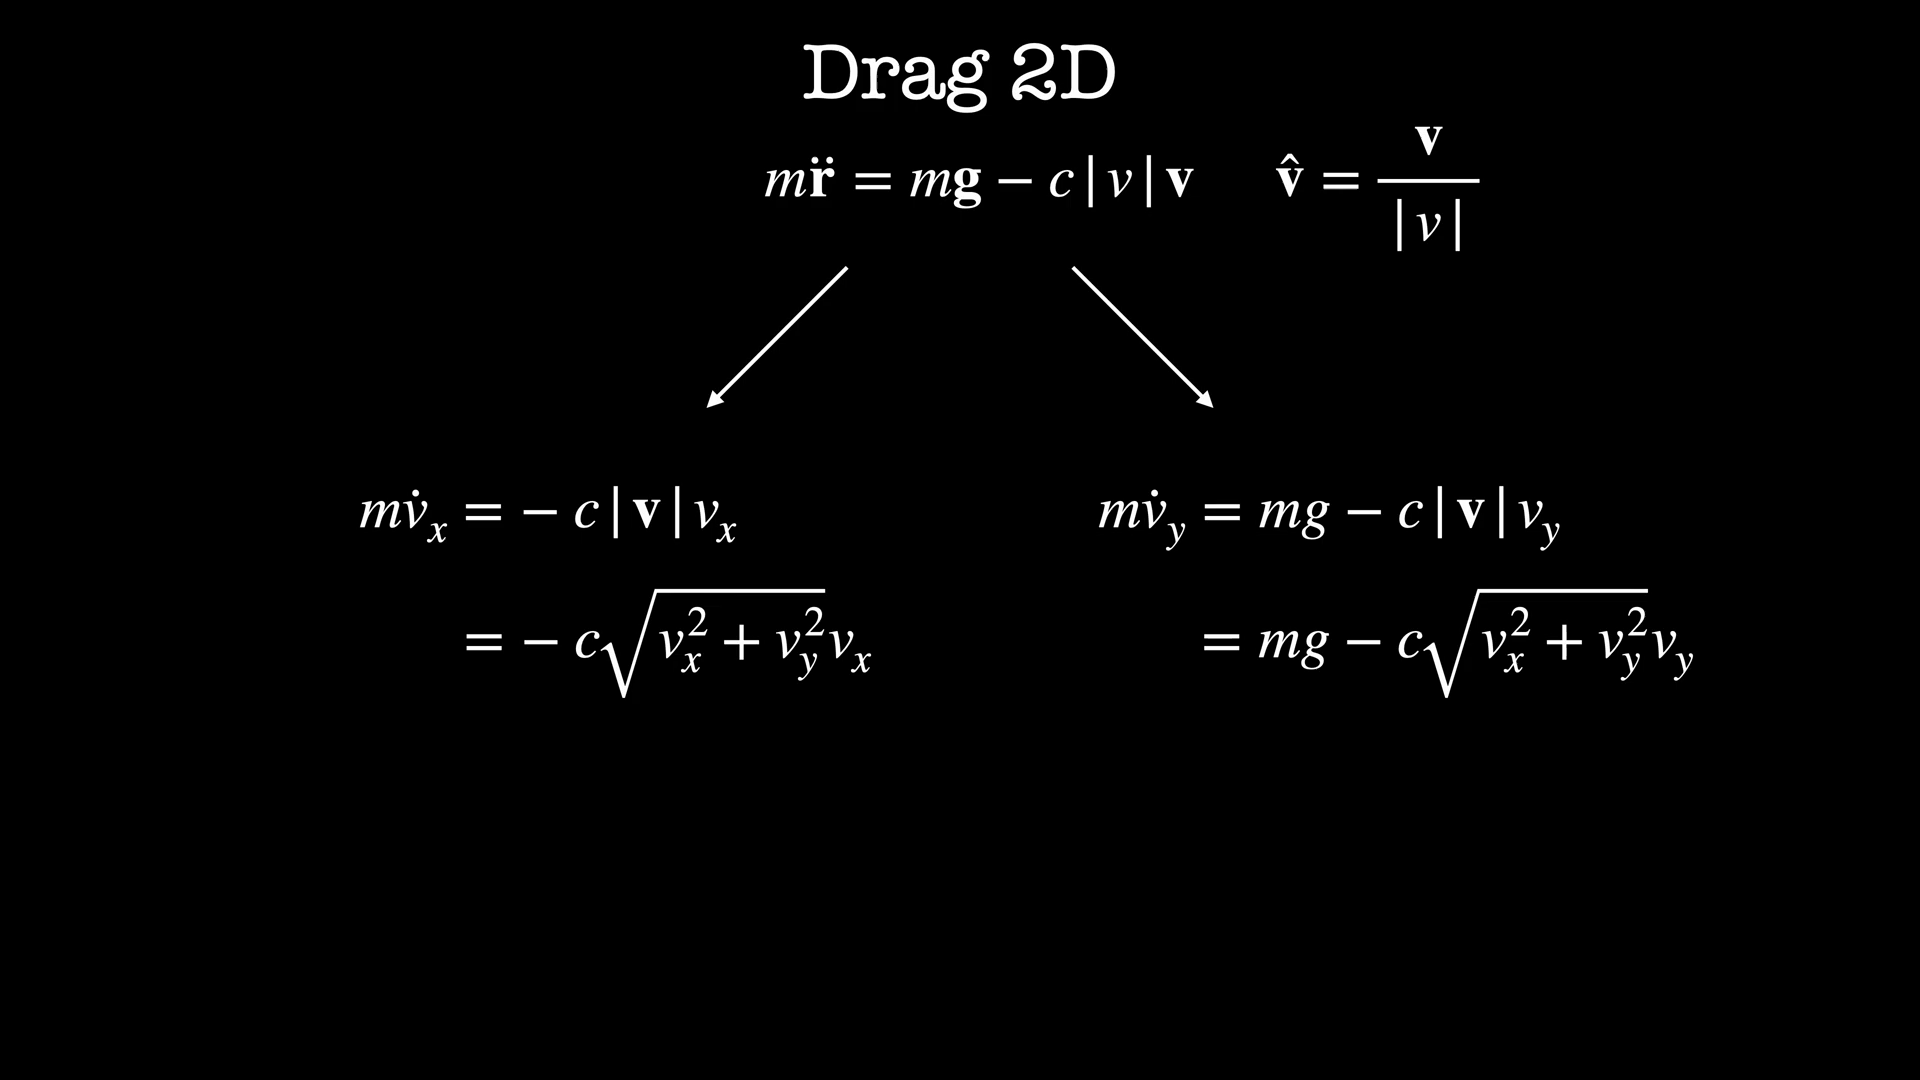 Drag 2D
m𝐫̈ = m𝐠 − c|v|𝐯   𝐯̂ = 𝐯/|v|
mv̇ₓ = − c|𝐯|vₓ
= − c√(vₓ² + v_y²)vₓ
mv̇_y = mg − c|𝐯|v_y
= mg − c√(vₓ² + v_y²)v_y